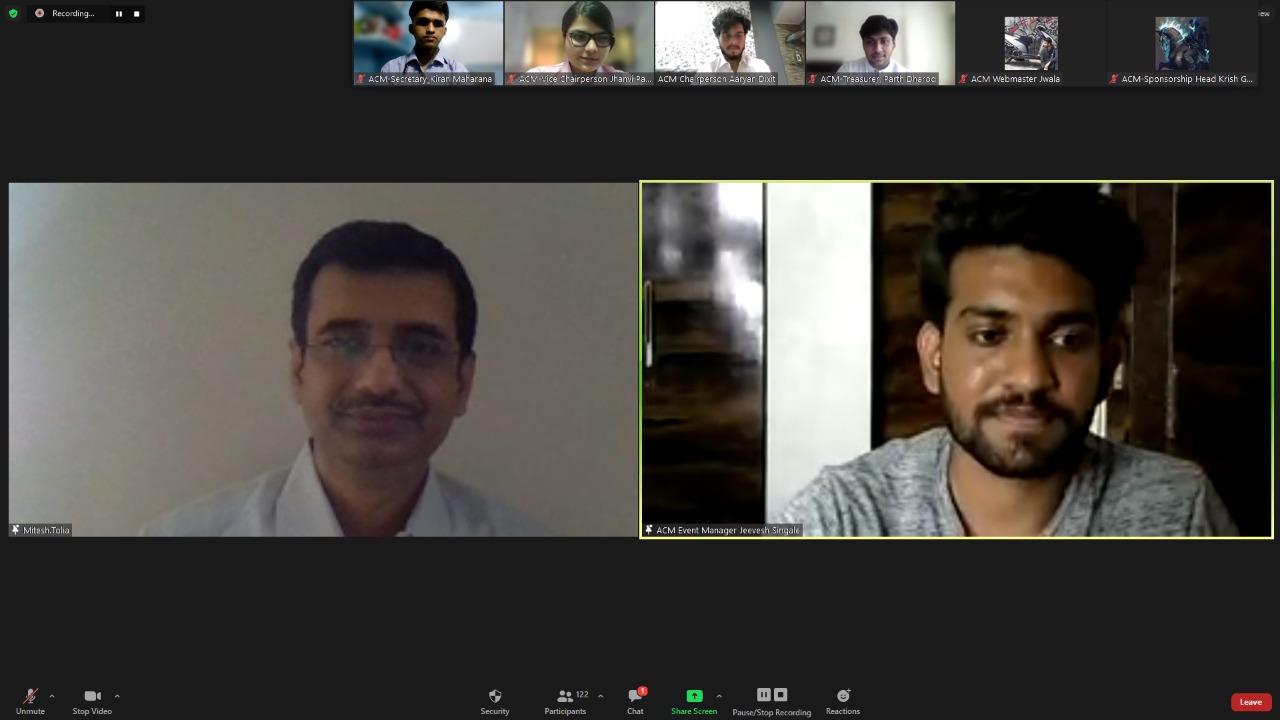 Recording...
ew
ACM-Secretary Kiran Maharana
ACM-Vice Chairperson Jhanvi Pa...
ACM Chairperson Aaryan Dixit
ACM-Treasurer Parth Dharod
ACM Webmaster Jwala
ACM-Sponsorship Head Krish G...
Mitesh.Tolia
ACM Event Manager Jeevesh Singale
122
1
Unmute
Stop Video
Security
Participants
Chat
Share Screen
Pause/Stop Recording
Reactions
Leave